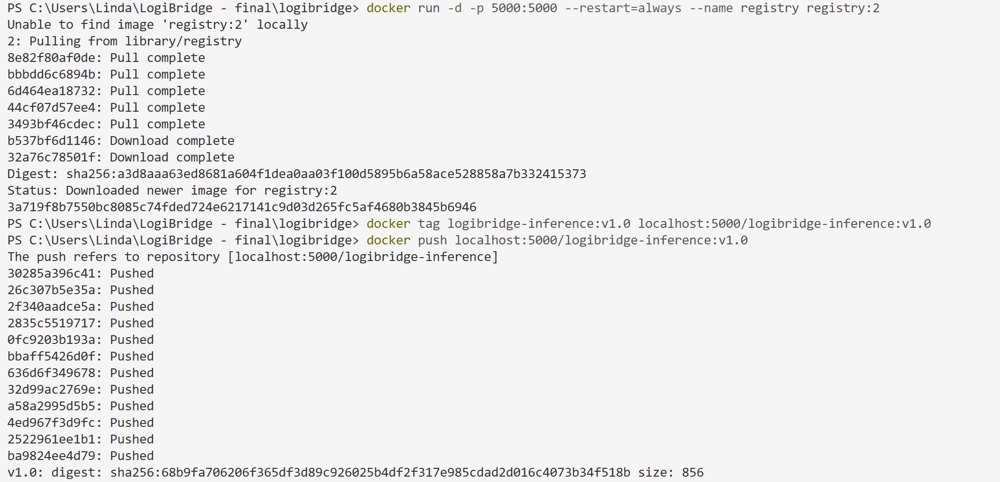 PS C:\Users\Linda\LogiBridge - final\logibridge> docker run -d -p 5000:5000 --restart=always --name registry registry:2
Unable to find image 'registry:2' locally
2: Pulling from library/registry
8e82f80af0de: Pull complete
bbbdd6c6894b: Pull complete
6d464ea18732: Pull complete
44cf07d57ee4: Pull complete
3493bf46cdec: Pull complete
b537bf6d1146: Download complete
32a76c78501f: Download complete
Digest: sha256:a3d8aaa63ed8681a604f1dea0aa03f100d5895b6a58ace528858a7b332415373
Status: Downloaded newer image for registry:2
3a719f8b7550bc8085c74fded724e6217141c9d03d265fc5af4680b3845b6946
PS C:\Users\Linda\LogiBridge - final\logibridge> docker tag logibridge-inference:v1.0 localhost:5000/logibridge-inference:v1.0
PS C:\Users\Linda\LogiBridge - final\logibridge> docker push localhost:5000/logibridge-inference:v1.0
The push refers to repository [localhost:5000/logibridge-inference]
30285a396c41: Pushed
26c307b5e35a: Pushed
2f340aadce5a: Pushed
2835c5519717: Pushed
0fc9203b193a: Pushed
bbaff5426d0f: Pushed
636d6f349678: Pushed
32d99ac2769e: Pushed
a58a2995d5b5: Pushed
4ed967f3d9fc: Pushed
2522961ee1b1: Pushed
ba9824ee4d79: Pushed
v1.0: digest: sha256:68b9fa706206f365df3d89c926025b4df2f317e985cdad2d016c4073b34f518b size: 856